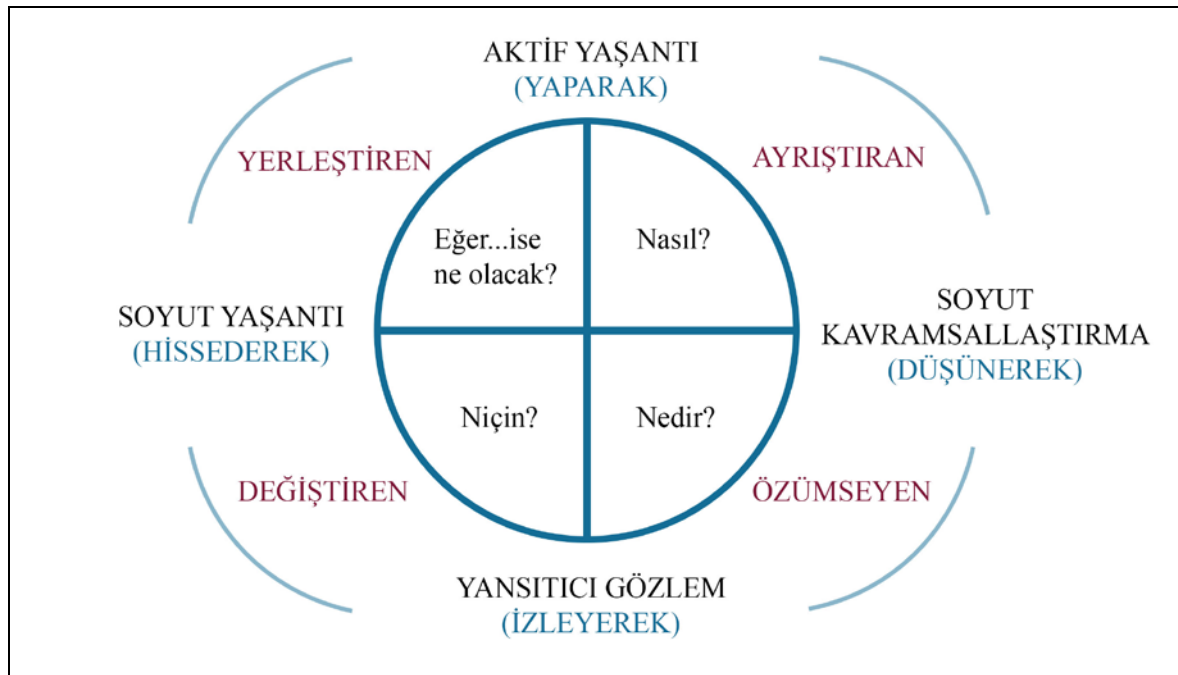 AKTİF YAŞANTI
(YAPARAK)
YERLEŞTİREN
AYRIŞTIRAN
Eğer...ise
ne olacak?
Nasıl?
SOYUT YAŞANTI
(HİSSEDEREK)
SOYUT
KAVRAMSALLAŞTIRMA
(DÜŞÜNEREK)
Niçin?
Nedir?
DEĞİŞTİREN
ÖZÜMSEYEN
YANSITICI GÖZLEM
(İZLEYEREK)